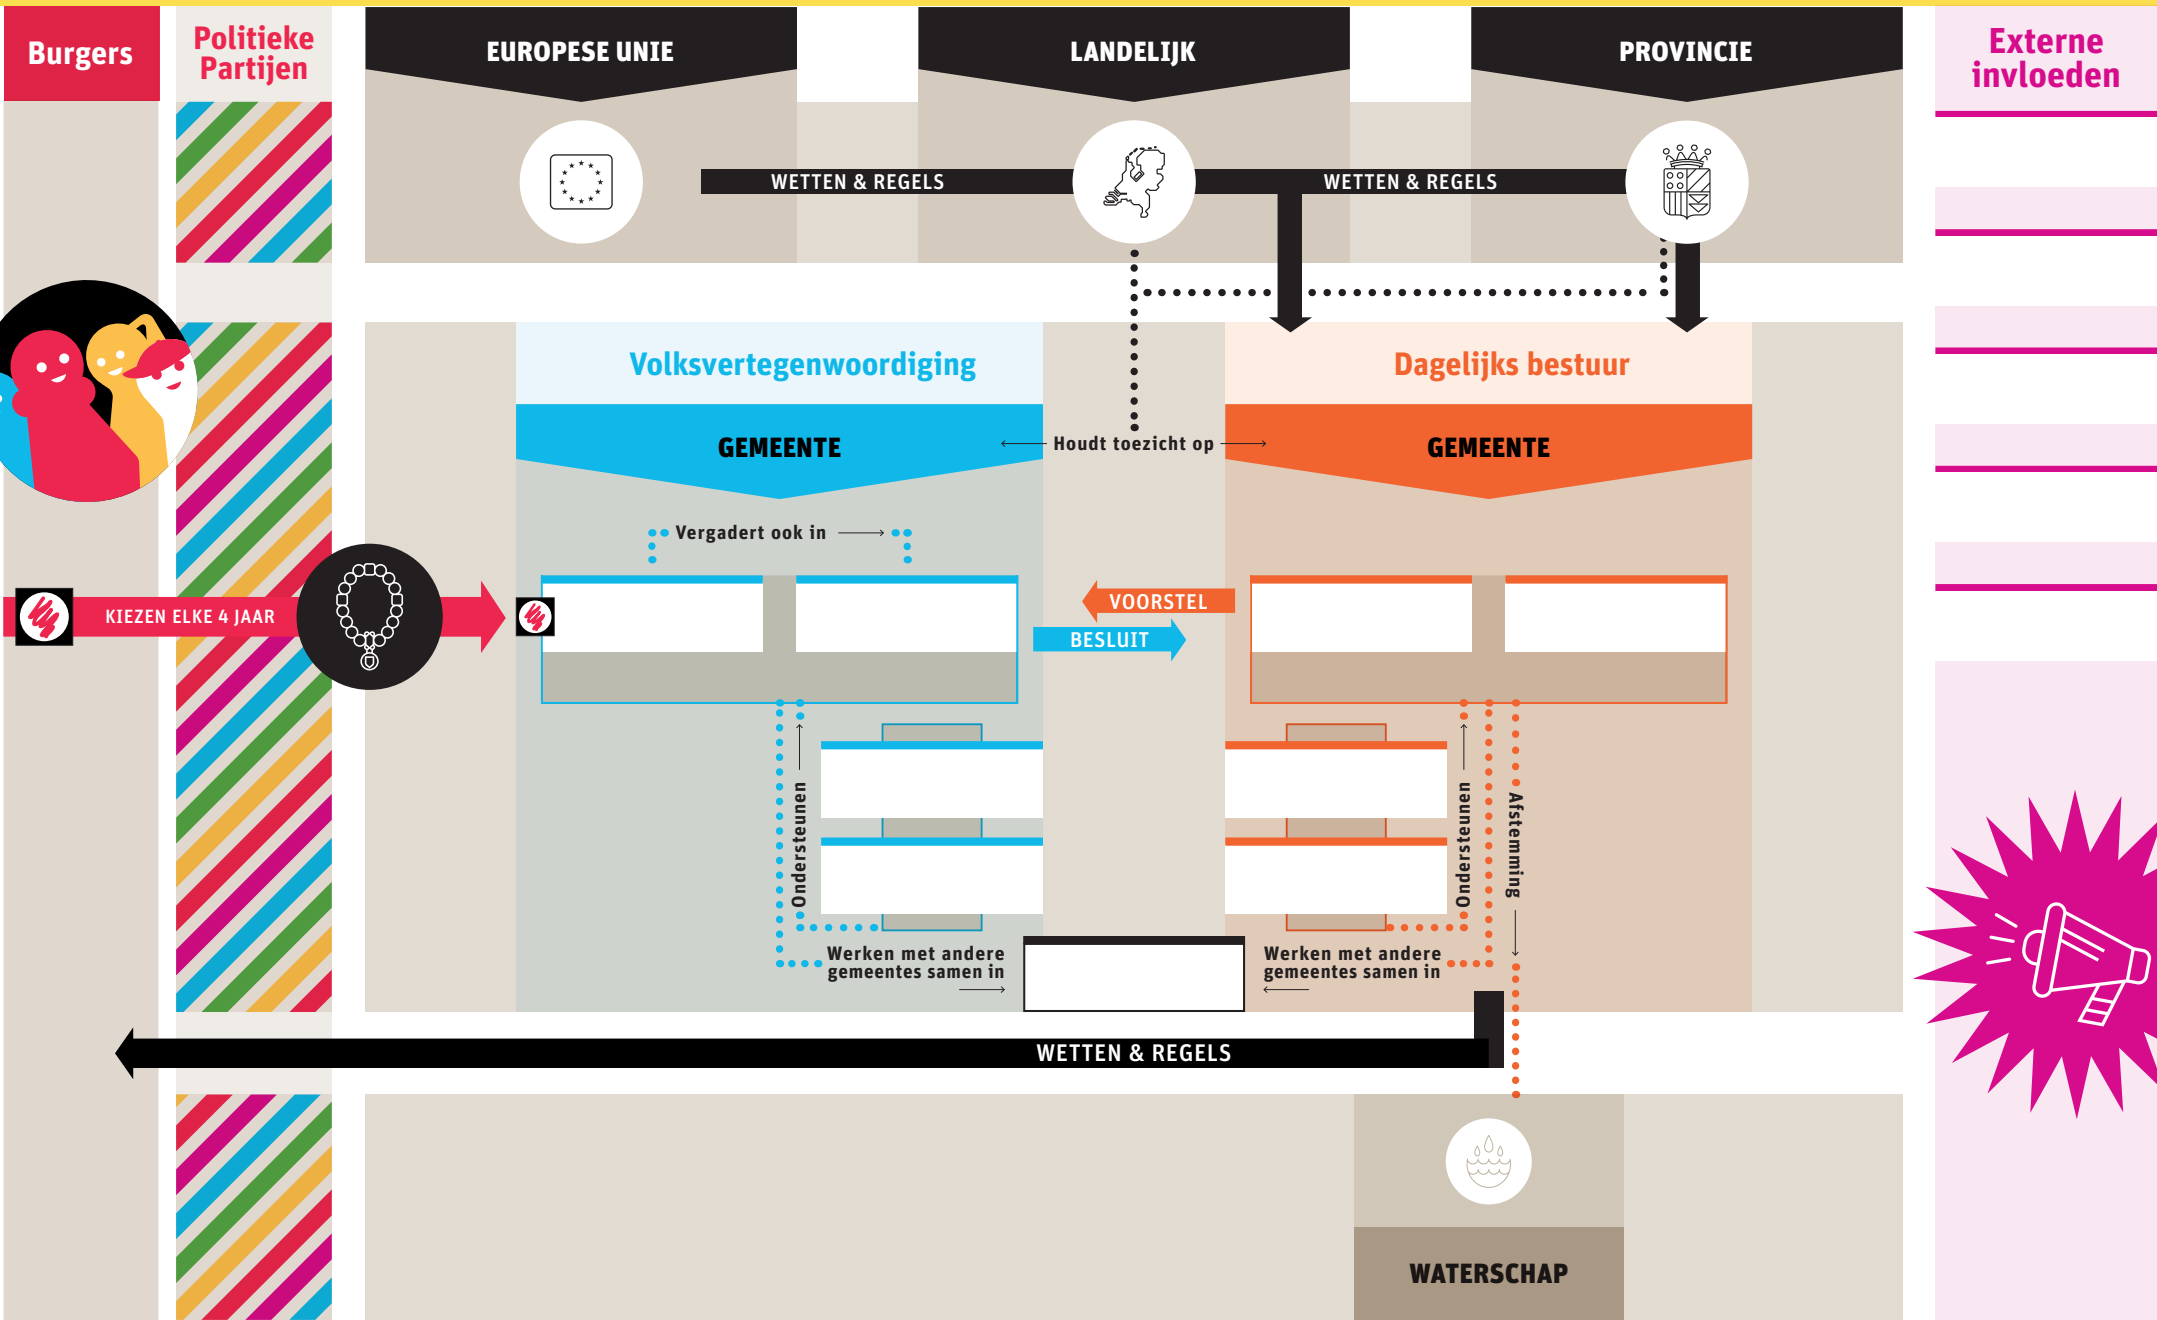 Burgers
Politieke
Partijen
EUROPESE UNIE
LANDELIJK
PROVINCIE
Externe
invloeden
WETTEN & REGELS
WETTEN & REGELS
Volksvertegenwoordiging
Dagelijks bestuur
GEMEENTE
Houdt toezicht op
GEMEENTE
Vergadert ook in
KIEZEN ELKE 4 JAAR
VOORSTEL
BESLUIT
Ondersteunen
Ondersteunen
Afstemming
Werken met andere
gemeentes samen in
Werken met andere
gemeentes samen in
WETTEN & REGELS
WATERSCHAP